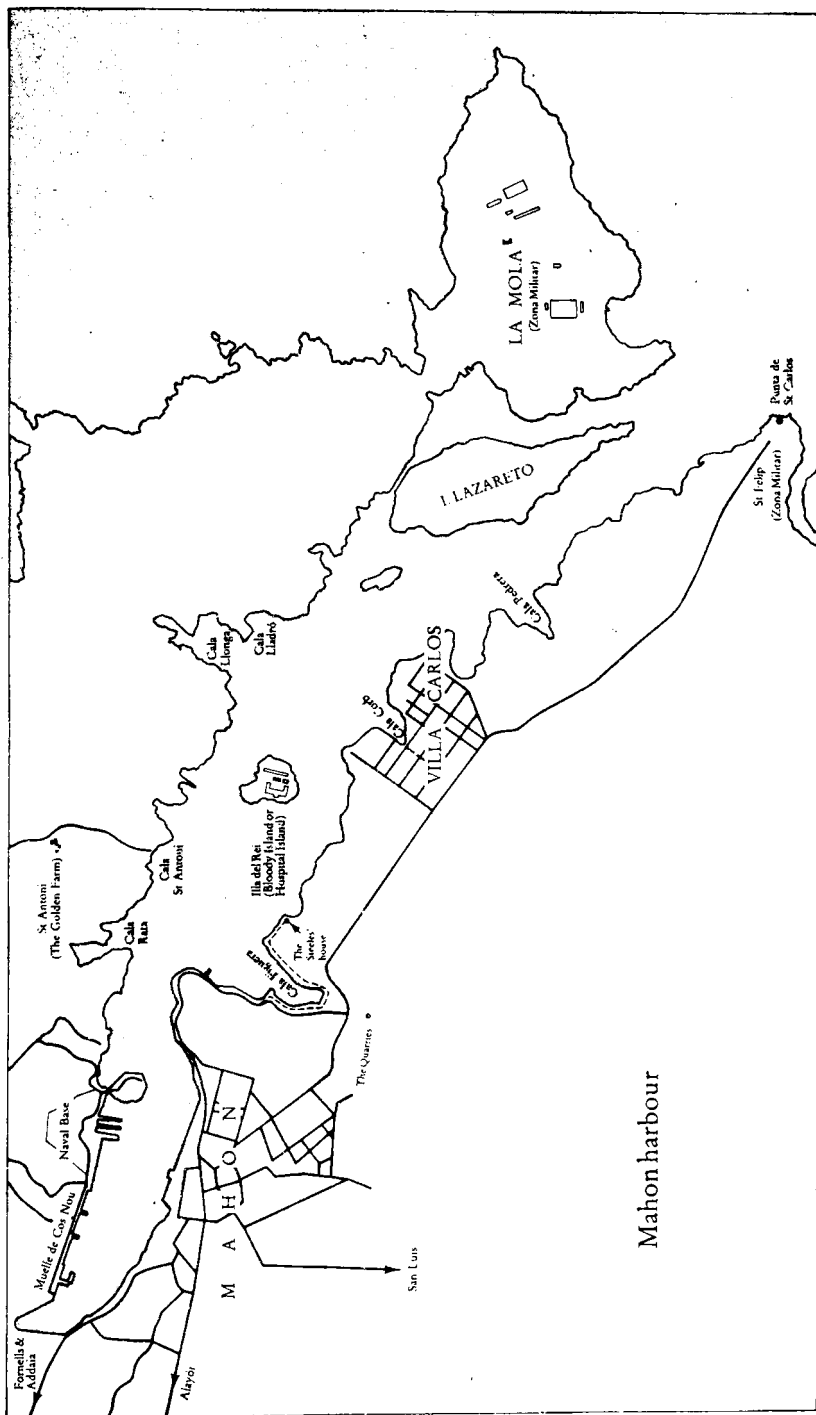 Fornells &
Addaia
Muelle de Cos Nou
Naval Base
St Antoni
(The Golden Farm)
Cala
Rata
Cala
St Antoni
Cala
Llonga
Cala
Lladró
Alayor
M A H O N
San Luis
The Quarries
Cala Figuera
The
Steeles'
house
Illa del Rei
(Bloody Island or
Hospital Island)
Cala Corb
VILLA CARLOS
Cala Pedrera
I. LAZARETO
LA MOLA
(Zona Militar)
St Felip
(Zona Militar)
Punta de
St Carlos
Mahon harbour